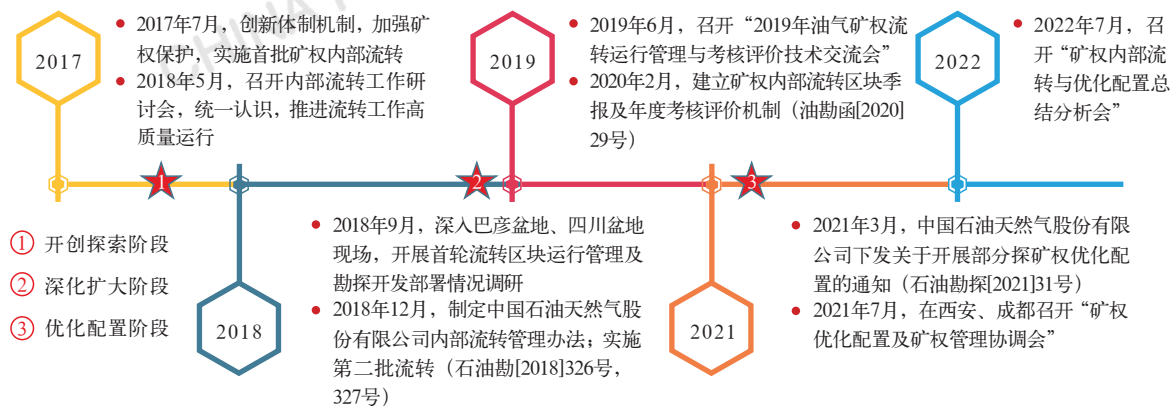 2017
• 2017年7月，创新体制机制，加强矿
权保护，实施首批矿权内部流转
• 2018年5月，召开内部流转工作研
讨会，统一认识，推进流转工作高
质量运行
2019
• 2019年6月，召开“2019年油气矿权流
转运行管理与考核评价技术交流会”
• 2020年2月，建立矿权内部流转区块季
报及年度考核评价机制（油勘函[2020]
29号）
2022
2022年7月，召
开“矿权内部流
转与优化配置总
结分析会”
1
2
3
① 开创探索阶段
② 深化扩大阶段
③ 优化配置阶段
2018
• 2018年9月，深入巴彦盆地、四川盆地
现场，开展首轮流转区块运行管理及
勘探开发部署情况调研
• 2018年12月，制定中国石油天然气股
份有限公司内部流转管理办法；实施
第二批流转（石油勘[2018]326号，
327号）
2021
• 2021年3月，中国石油天然气股份有限
公司下发关于开展部分探矿权优化配
置的通知（石油勘探[2021]31号）
• 2021年7月，在西安、成都召开“矿权
优化配置及矿权管理协调会”